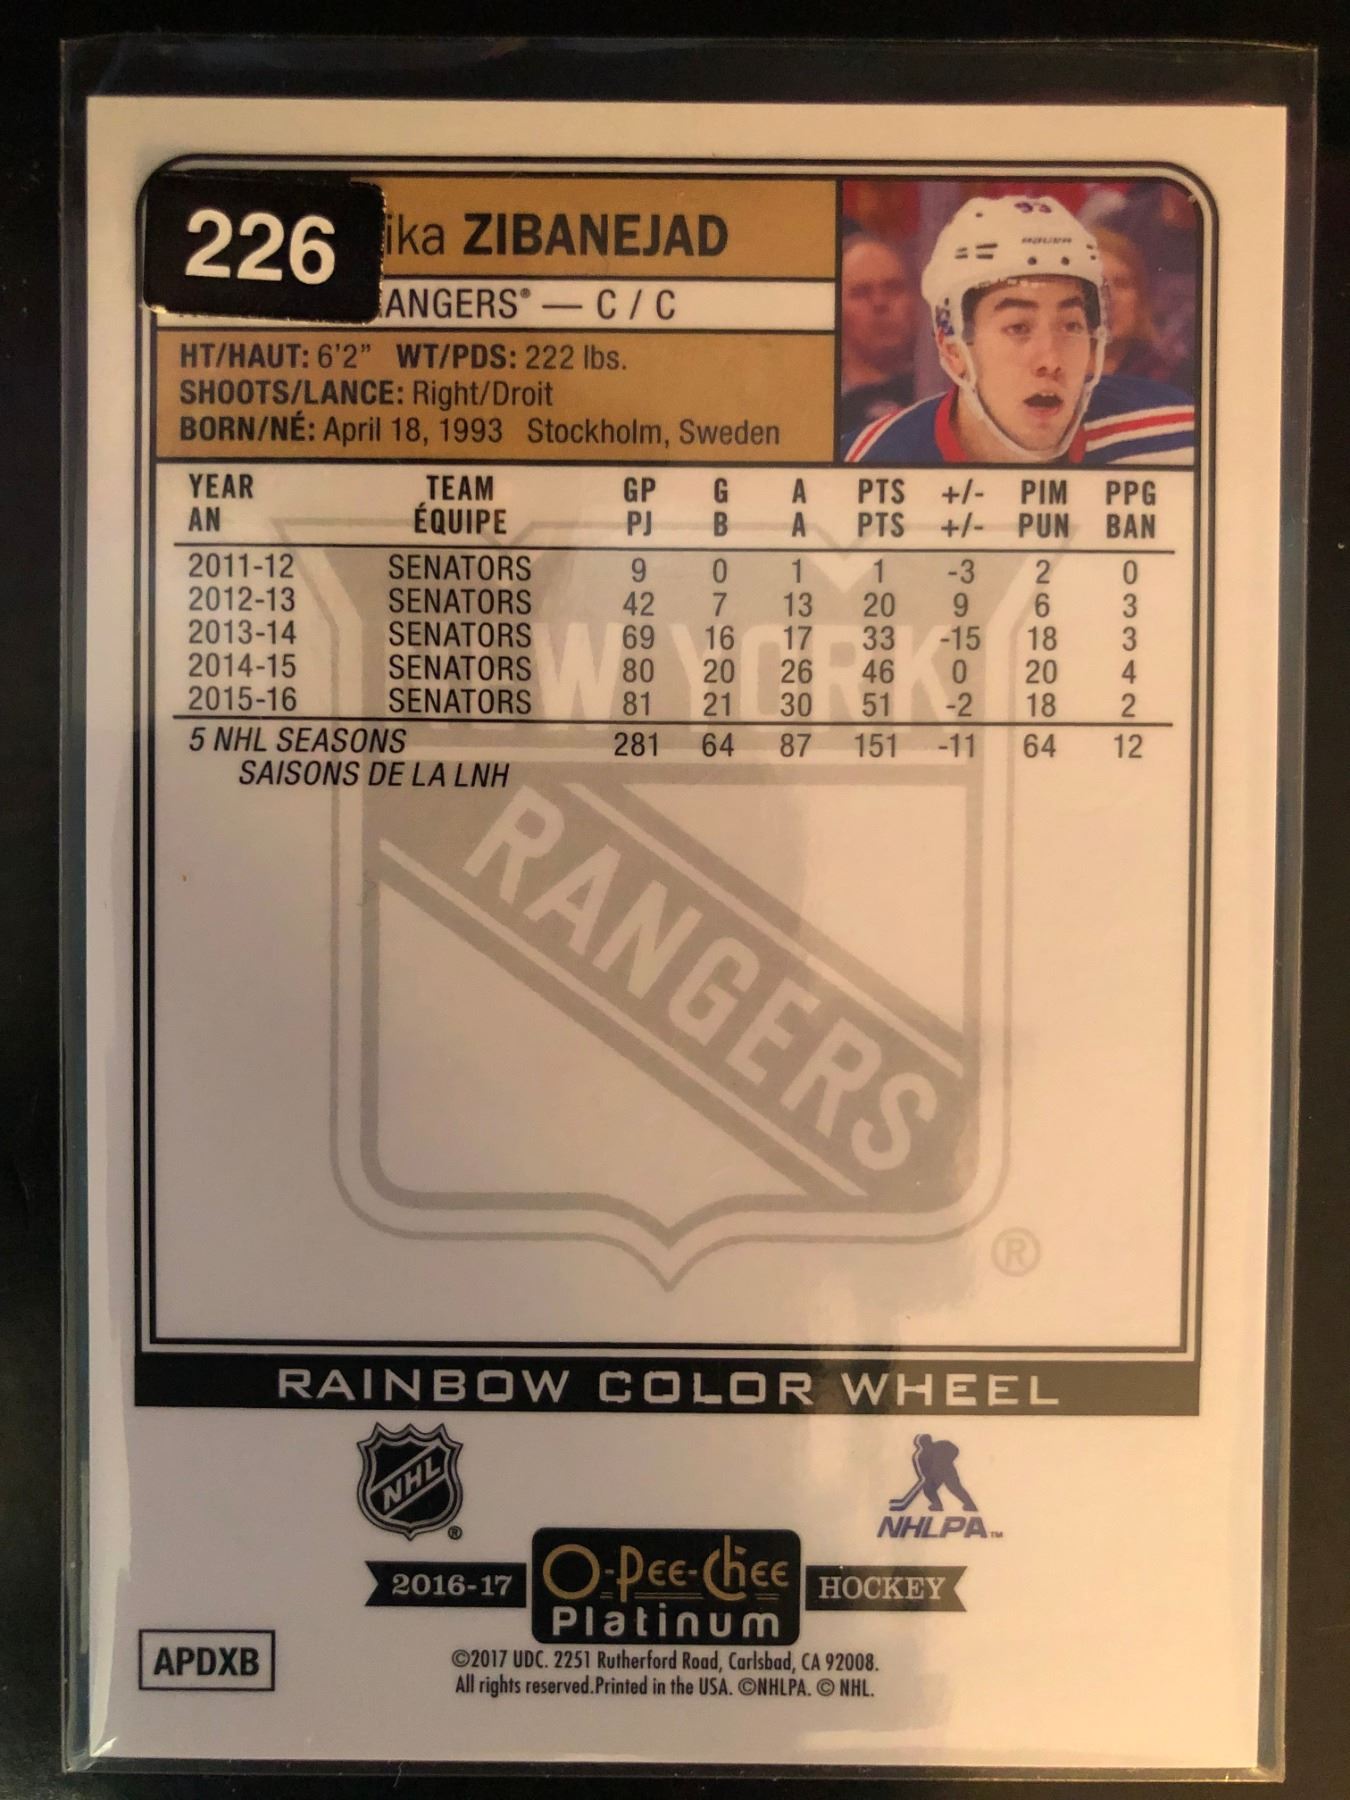 226
ika ZIBANEJAD
ANGERS® — C / C
HT/HAUT: 6'2" WT/PDS: 222 lbs.
SHOOTS/LANCE: Right/Droit
BORN/NÉ: April 18, 1993 Stockholm, Sweden
YEAR TEAM GP G A PTS +/- PIM PPG
AN ÉQUIPE PJ B A PTS +/- PUN BAN
2011-12 SENATORS 9 0 1 1 -3 2 0
2012-13 SENATORS 42 7 13 20 9 6 3
2013-14 SENATORS 69 16 17 33 -15 18 3
2014-15 SENATORS 80 20 26 46 0 20 4
2015-16 SENATORS 81 21 30 51 -2 18 2
5 NHL SEASONS 281 64 87 151 -11 64 12
SAISONS DE LA LNH
W YORK
RANGERS
®
RAINBOW COLOR WHEEL
NHL ®
NHLPA™
2016-17 O-Pee-Chee HOCKEY
Platinum
APDXB
©2017 UDC. 2251 Rutherford Road, Carlsbad, CA 92008.
All rights reserved.Printed in the USA. ©NHLPA. © NHL.